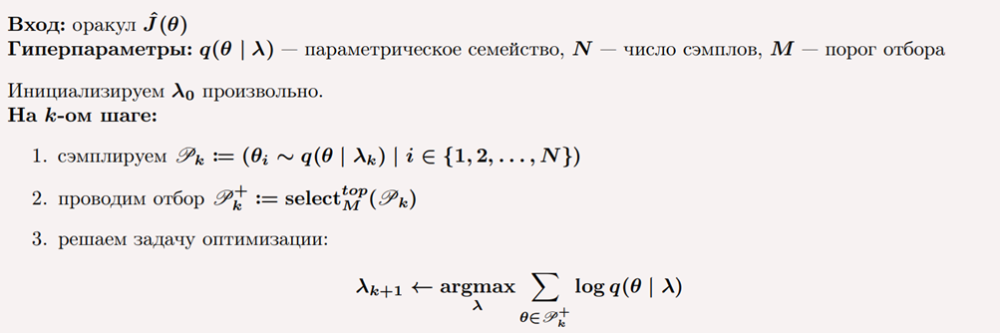 Вход: оракул Ĵ(θ)
Гиперпараметры: q(θ | λ) — параметрическое семейство, N — число сэмплов, M — порог отбора
Инициализируем λ₀ произвольно.
На k-ом шаге:
1. сэмплируем 𝒫ₖ := (θᵢ ∼ q(θ | λₖ) | i ∈ {1, 2, . . . , N})
2. проводим отбор 𝒫ₖ⁺ := select_M^top(𝒫ₖ)
3. решаем задачу оптимизации:
λₖ₊₁ ← argmax_λ ∑_{θ∈𝒫ₖ⁺} log q(θ | λ)